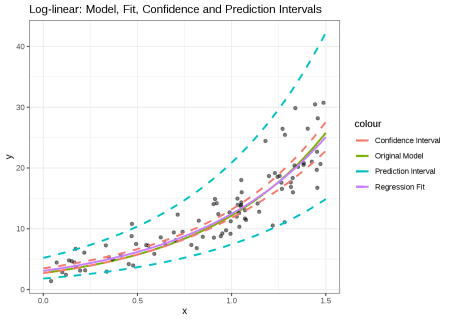 Log-linear: Model, Fit, Confidence and Prediction Intervals
40
30
20
10
0
y
0.0
0.5
1.0
1.5
x
colour
Confidence Interval
Original Model
Prediction Interval
Regression Fit